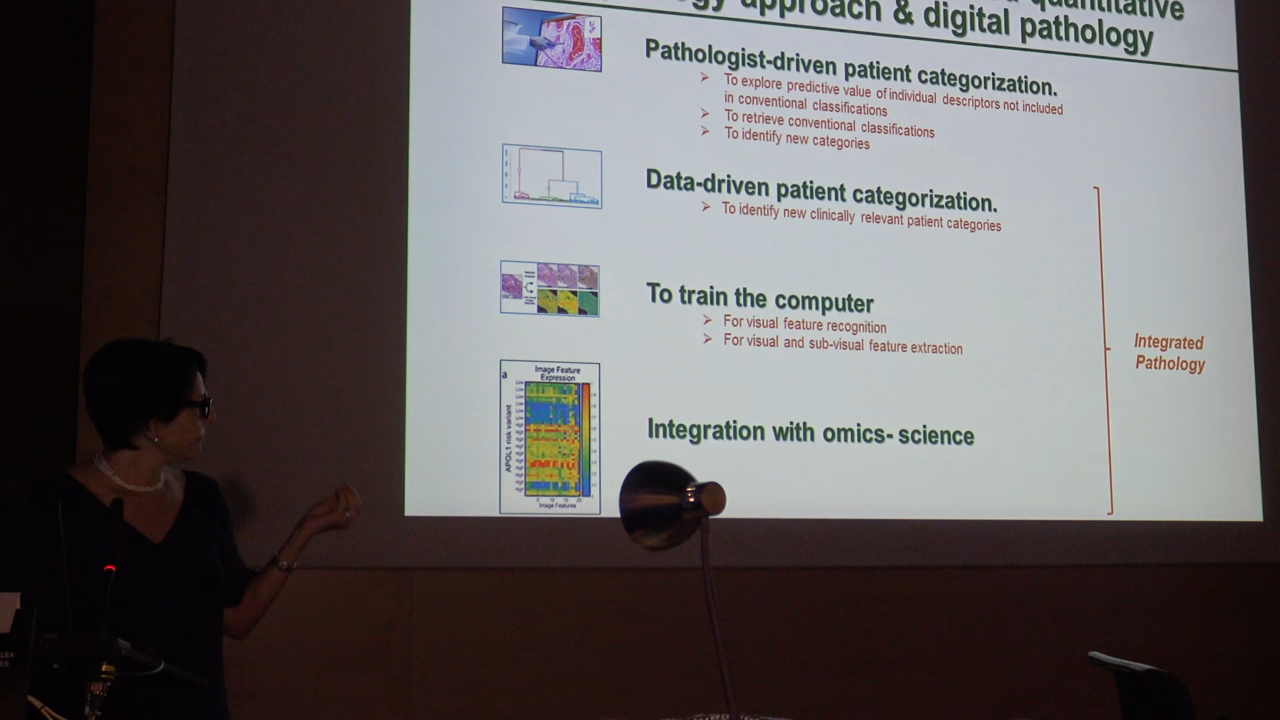 quantitative
approach & digital pathology
Pathologist-driven patient categorization.
➢ To explore predictive value of individual descriptors not included
in conventional classifications
➢ To retrieve conventional classifications
➢ To identify new categories
Data-driven patient categorization.
➢ To identify new clinically relevant patient categories
To train the computer
➢ For visual feature recognition
➢ For visual and sub-visual feature extraction
Integrated
Pathology
Integration with omics- science
a
Image Feature
Expression
APOL1 risk variant
Image Features